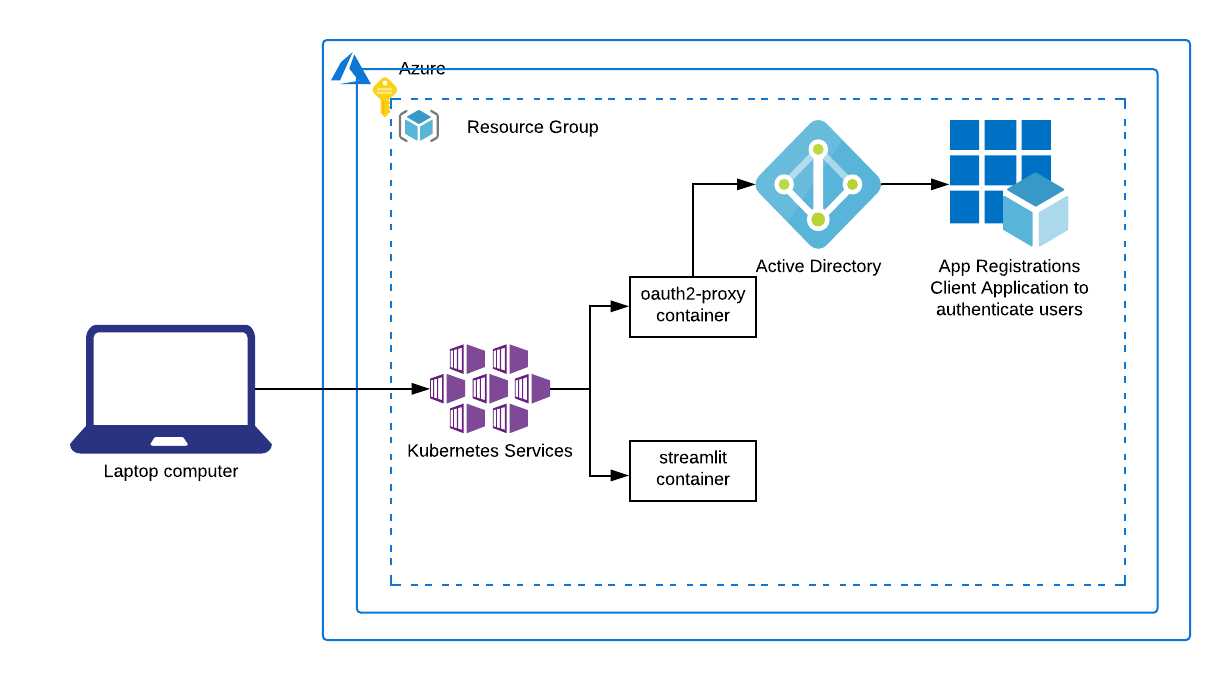 Azure
Resource Group
Active Directory
App Registrations
Client Application to
authenticate users
oauth2-proxy
container
Kubernetes Services
streamlit
container
Laptop computer